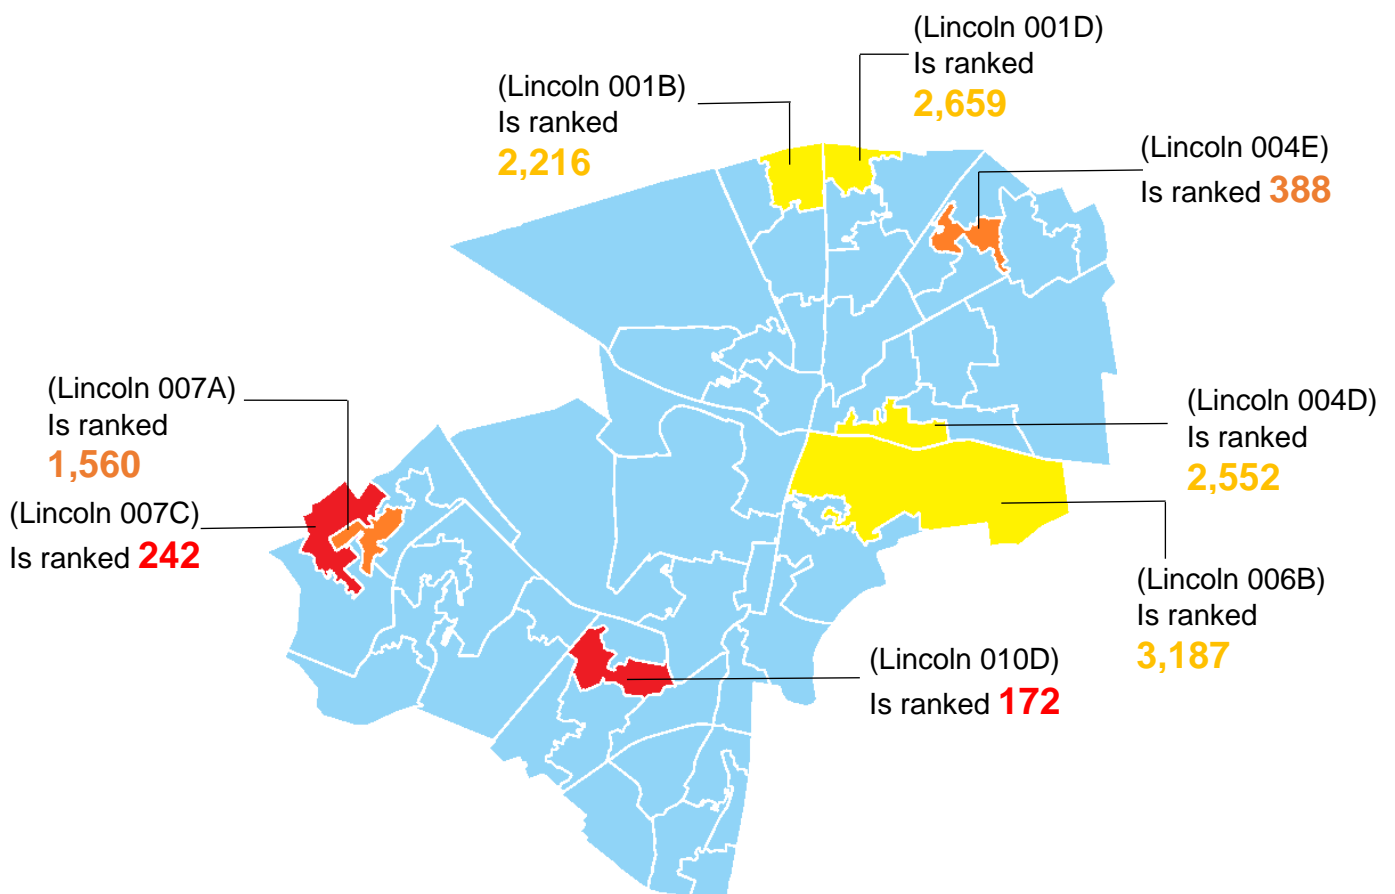 (Lincoln 001D)
Is ranked
2,659
(Lincoln 001B)
Is ranked
2,216
(Lincoln 004E)
Is ranked 388
(Lincoln 007A)
Is ranked
1,560
(Lincoln 004D)
Is ranked
2,552
(Lincoln 007C)
Is ranked 242
(Lincoln 006B)
Is ranked
3,187
(Lincoln 010D)
Is ranked 172